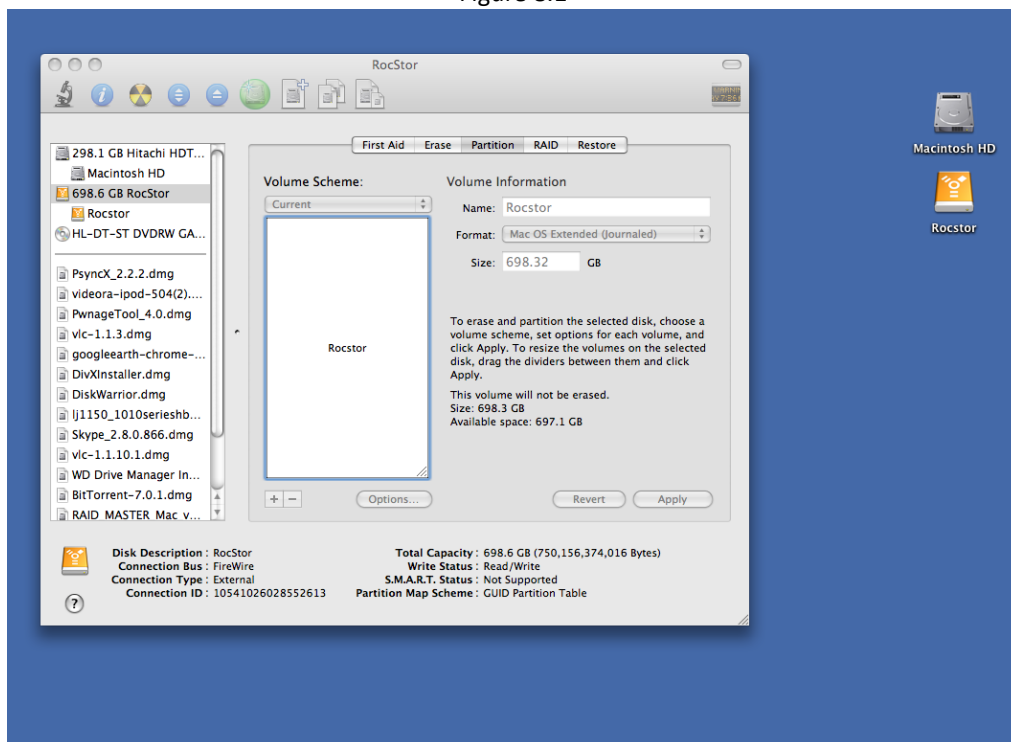 RocStor
First Aid Erase Partition RAID Restore
298.1 GB Hitachi HDT...
Macintosh HD
698.6 GB RocStor
Rocstor
HL-DT-ST DVDRW GA...
PsyncX_2.2.2.dmg
videora-ipod-504(2)....
PwnageTool_4.0.dmg
vlc-1.1.3.dmg
googleearth-chrome-...
DivXInstaller.dmg
DiskWarrior.dmg
lj1150_1010serieshb...
Skype_2.8.0.866.dmg
vlc-1.1.10.1.dmg
WD Drive Manager In...
BitTorrent-7.0.1.dmg
RAID MASTER Mac v...
Volume Scheme:
Current
Rocstor
+ −
Options...
Volume Information
Name: Rocstor
Format: Mac OS Extended (Journaled)
Size: 698.32 GB
To erase and partition the selected disk, choose a
volume scheme, set options for each volume, and
click Apply. To resize the volumes on the selected
disk, drag the dividers between them and click
Apply.
This volume will not be erased.
Size: 698.3 GB
Available space: 697.1 GB
Revert Apply
Disk Description : RocStor
Connection Bus : FireWire
Connection Type : External
Connection ID : 10541026028552613
Total Capacity : 698.6 GB (750,156,374,016 Bytes)
Write Status : Read/Write
S.M.A.R.T. Status : Not Supported
Partition Map Scheme : GUID Partition Table
?
Macintosh HD
Rocstor